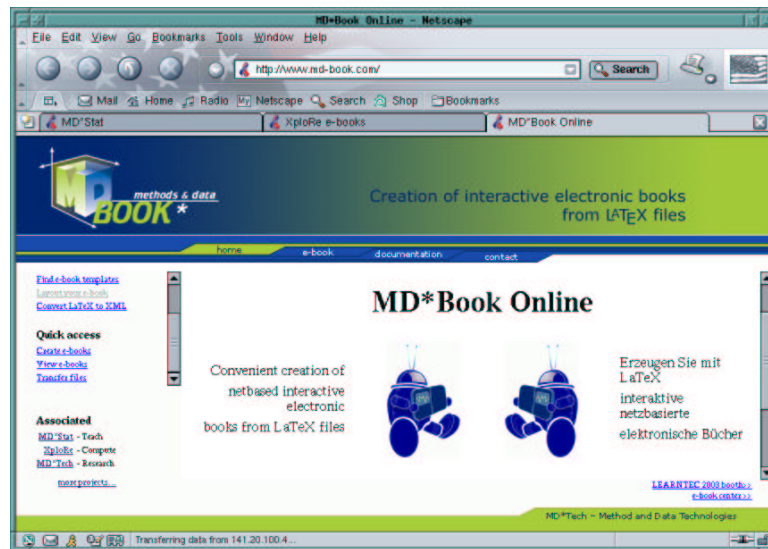 MD*Book Online - Netscape
File Edit View Go Bookmarks Tools Window Help
http://www.md-book.com/
Search
Mail Home Radio My Netscape Search Shop Bookmarks
MD*Stat XploRe e-books MD*Book Online
MD
BOOK*
methods & data
Creation of interactive electronic books
from LATEX files
home e-book documentation contact
Find e-book templates
Layout your e-book
Convert LaTeX to XML
Quick access
Create e-books
View e-books
Transfer files
Associated
MD*Stat - Teach
XploRe - Compute
MD*Tech - Research
more projects...
MD*Book Online
Convenient creation of
netbased interactive
electronic
books from LaTeX files
Erzeugen Sie mit
LaTeX
interaktive
netzbasierte
elektronische Bücher
LEARNTEC 2003 booth>>
e-book center>>
MD*Tech - Method and Data Technologies
Transferring data from 141.20.100.4...